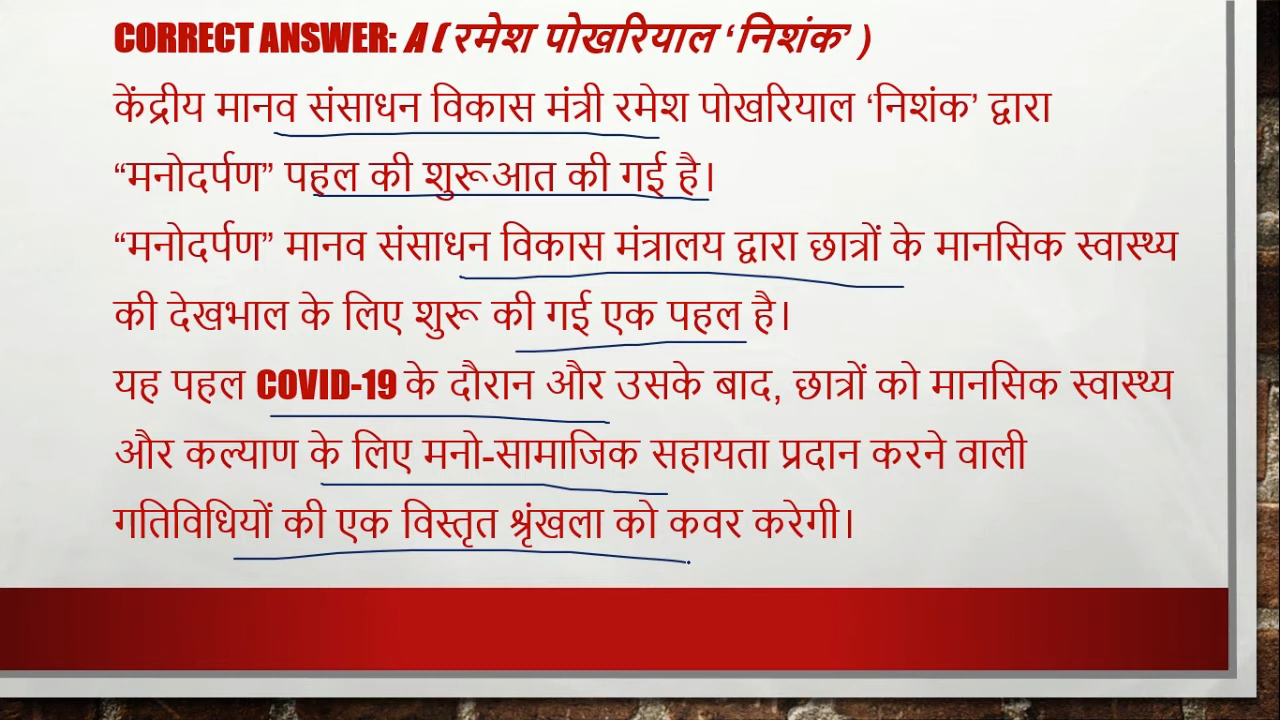 CORRECT ANSWER: A ( रमेश पोखरियाल ‘निशंक’ )
केंद्रीय मानव संसाधन विकास मंत्री रमेश पोखरियाल ‘निशंक’ द्वारा
“मनोदर्पण” पहल की शुरूआत की गई है।
“मनोदर्पण” मानव संसाधन विकास मंत्रालय द्वारा छात्रों के मानसिक स्वास्थ्य
की देखभाल के लिए शुरू की गई एक पहल है।
यह पहल COVID-19 के दौरान और उसके बाद, छात्रों को मानसिक स्वास्थ्य
और कल्याण के लिए मनो-सामाजिक सहायता प्रदान करने वाली
गतिविधियों की एक विस्तृत श्रृंखला को कवर करेगी।